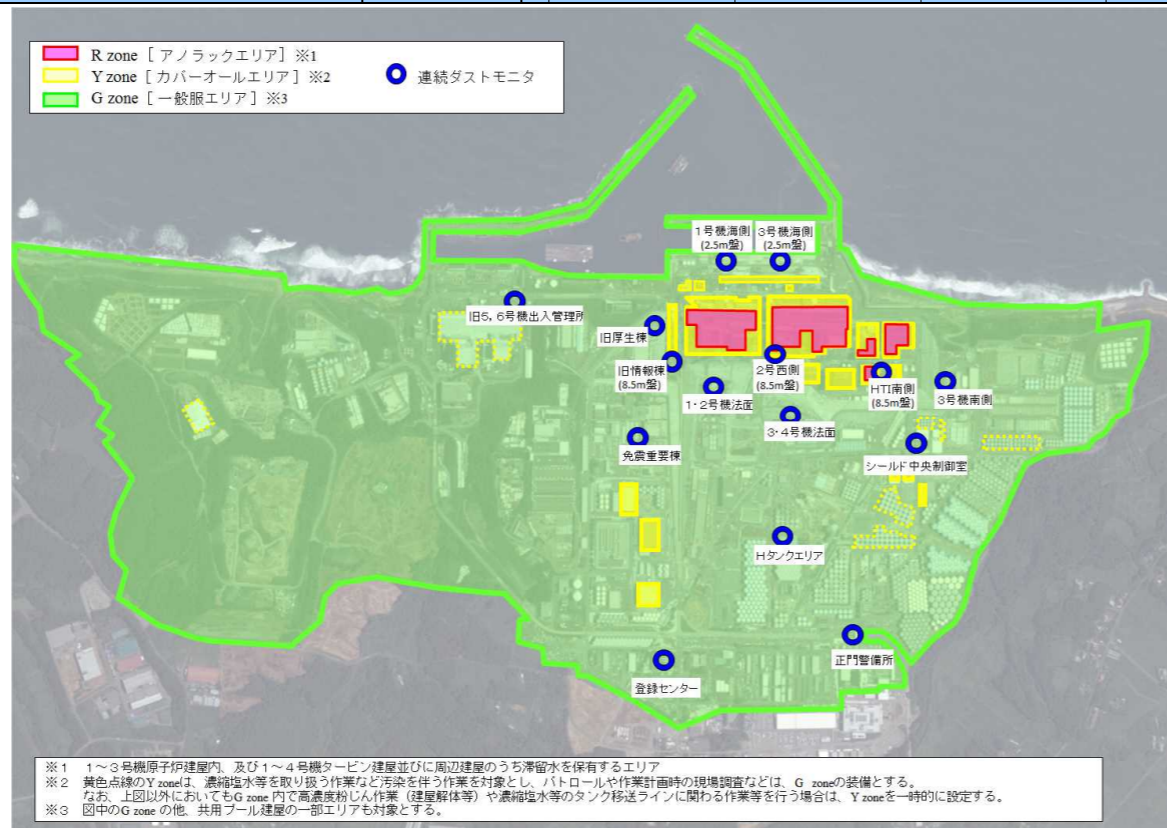 R zone [ アノラックエリア] ※1
Y zone [ カバーオールエリア] ※2
G zone [ 一般服エリア] ※3
連続ダストモニタ
1号機海側 3号機海側
(2.5m盤) (2.5m盤)
旧5, 6号機出入管理所
旧厚生棟
旧情報棟
(8.5m盤)
2号西側
(8.5m盤)
1・2号機法面
HTI南側
(8.5m盤)
3号機南側
3・4号機法面
免震重要棟
シールド中央制御室
Hタンクエリア
正門警備所
登録センター
※1 1~3号機原子炉建屋内、及び1~4号機タービン建屋並びに周辺建屋のうち滞留水を保有するエリア
※2 黄色点線のY zoneは、濃縮塩水等を取り扱う作業など汚染を伴う作業を対象とし、パトロールや作業計画時の現場調査などは、G zoneの装備とする。
なお、上図以外においてもG zone 内で高濃度粉じん作業(建屋解体等)や濃縮塩水等のタンク移送ラインに関わる作業等を行う場合は、Y zoneを一時的に設定する。
※3 図中のG zone の他、共用プール建屋の一部エリアも対象とする。